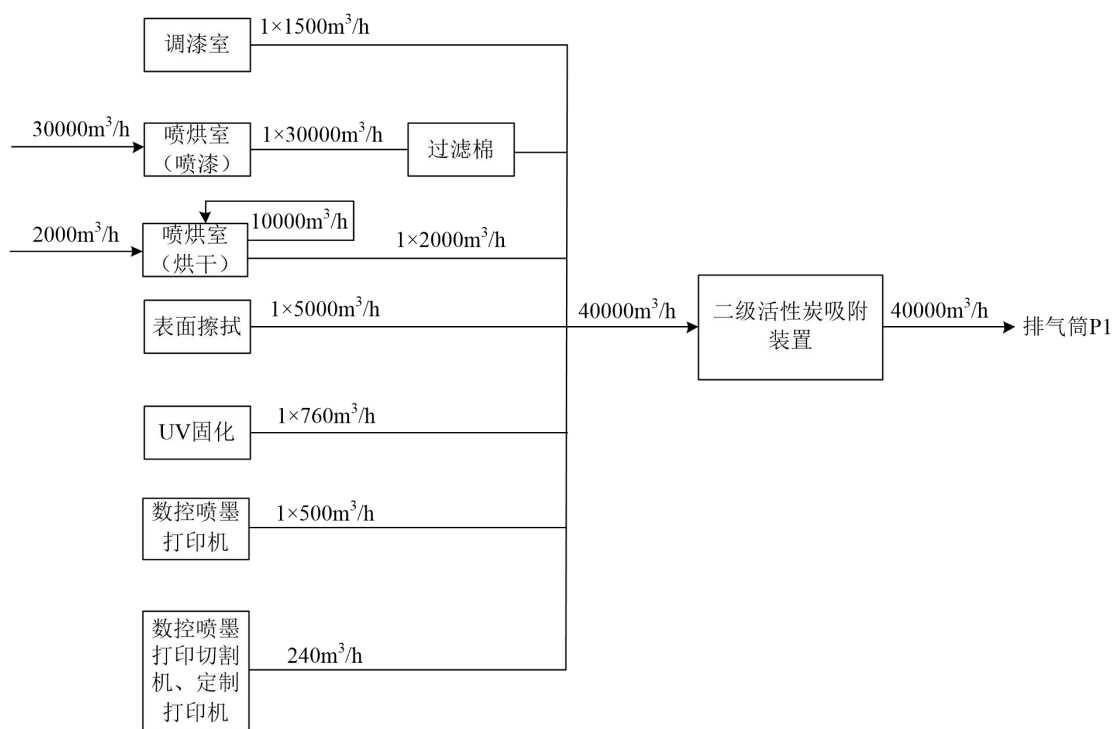 调漆室
1×1500m³/h
30000m³/h
喷烘室
（喷漆）
1×30000m³/h
过滤棉
2000m³/h
喷烘室
（烘干）
10000m³/h
1×2000m³/h
表面擦拭
1×5000m³/h
40000m³/h
二级活性炭吸附
装置
40000m³/h
排气筒P1
UV固化
1×760m³/h
数控喷墨
打印机
1×500m³/h
数控喷墨
打印切割
机、定制
打印机
240m³/h